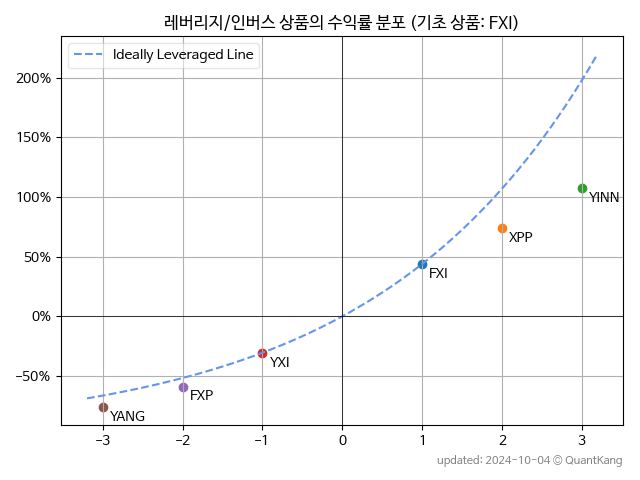 레버리지/인버스 상품의 수익률 분포 (기초 상품: FXI)
Ideally Leveraged Line
200%
150%
100%
50%
0%
−50%
YINN
XPP
FXI
YXI
FXP
YANG
−3 −2 −1 0 1 2 3
updated: 2024-10-04 © QuantKang